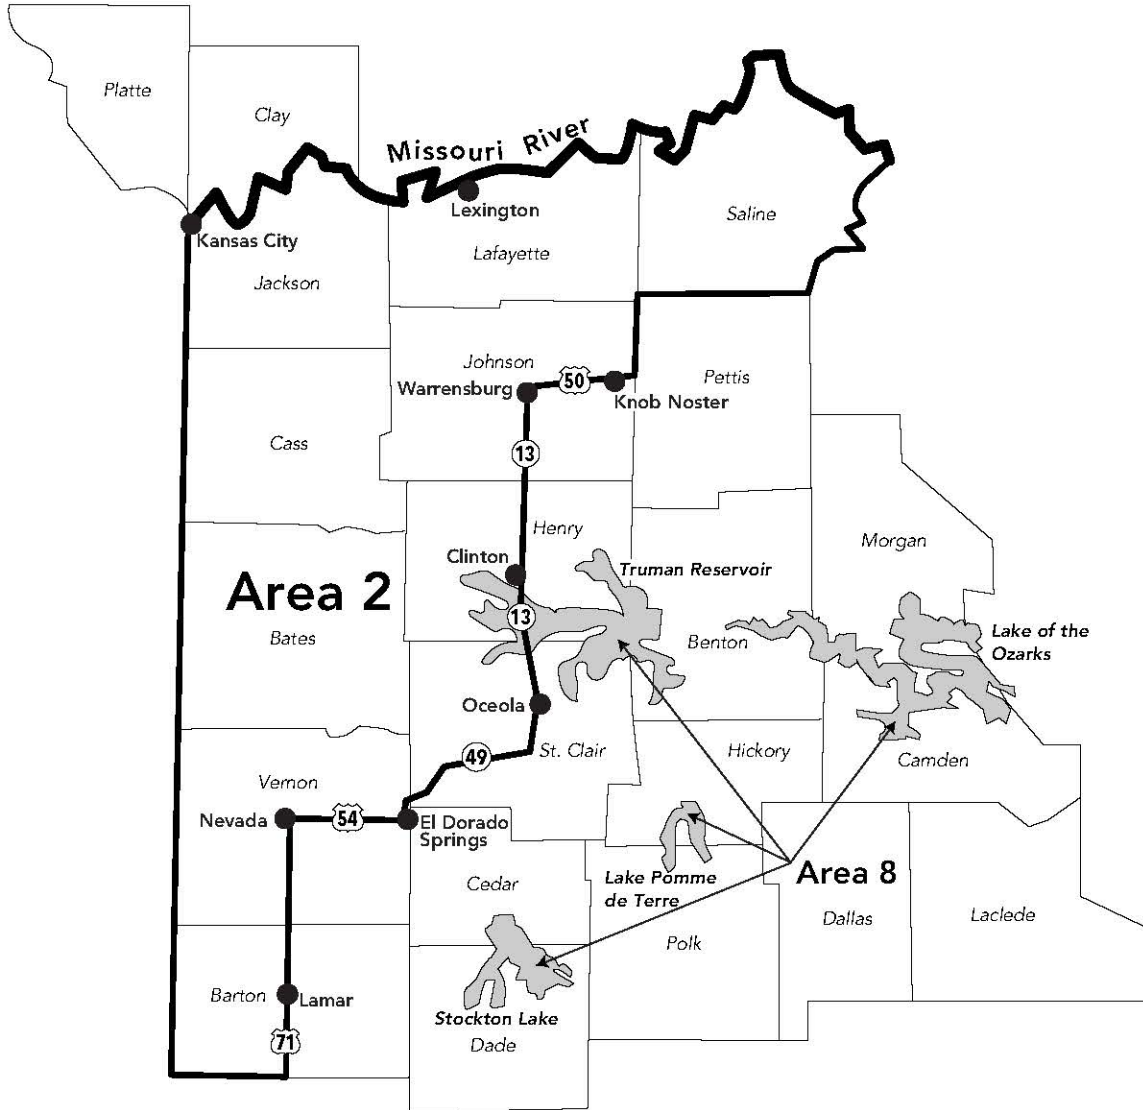 Platte
Clay
Missouri River
Lexington
Saline
Kansas City
Lafayette
Jackson
Johnson
50
Pettis
Warrensburg
Knob Noster
13
Cass
Henry
Morgan
Clinton
Truman Reservoir
Area 2
13
Bates
Benton
Lake of the
Ozarks
Oceola
49
St. Clair
Hickory
Camden
Vernon
Nevada
54
El Dorado
Springs
Cedar
Lake Pomme
de Terre
Area 8
Dallas
Laclede
Polk
Barton
Lamar
Stockton Lake
71
Dade